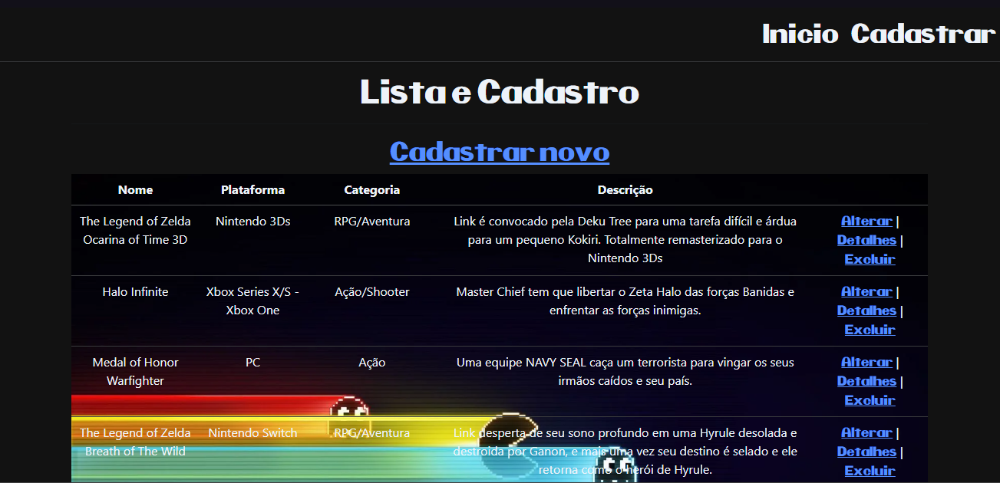 Inicio Cadastrar
Lista e Cadastro
Cadastrar novo
Nome Plataforma Categoria Descrição
The Legend of Zelda Nintendo 3Ds RPG/Aventura Link é convocado pela Deku Tree para uma tarefa difícil e árdua Alterar |
Ocarina of Time 3D para um pequeno Kokiri. Totalmente remasterizado para o Detalhes |
Nintendo 3Ds Excluir
Halo Infinite Xbox Series X/S - Ação/Shooter Master Chief tem que libertar o Zeta Halo das forças Banidas e Alterar |
Xbox One enfrentar as forças inimigas. Detalhes |
Excluir
Medal of Honor PC Ação Uma equipe NAVY SEAL caça um terrorista para vingar os seus Alterar |
Warfighter irmãos caídos e seu país. Detalhes |
Excluir
The Legend of Zelda Nintendo Switch RPG/Aventura Link desperta de seu sono profundo em uma Hyrule desolada e Alterar |
Breath of The Wild destroida por Ganon, e mais uma vez seu destino é selado e ele Detalhes |
retorna como o herói de Hyrule. Excluir